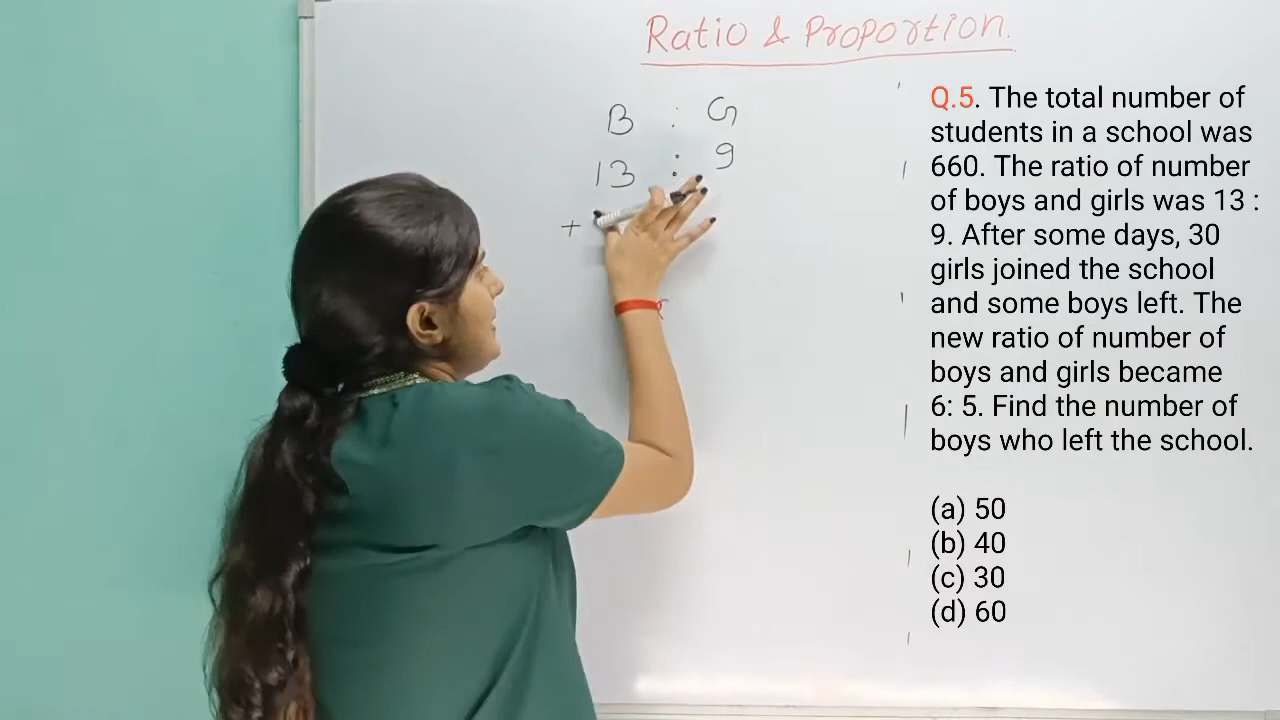 Ratio & Proportion.
B : G
13 : 9
+
Q.5. The total number of
students in a school was
660. The ratio of number
of boys and girls was 13 :
9. After some days, 30
girls joined the school
and some boys left. The
new ratio of number of
boys and girls became
6: 5. Find the number of
boys who left the school.
(a) 50
(b) 40
(c) 30
(d) 60